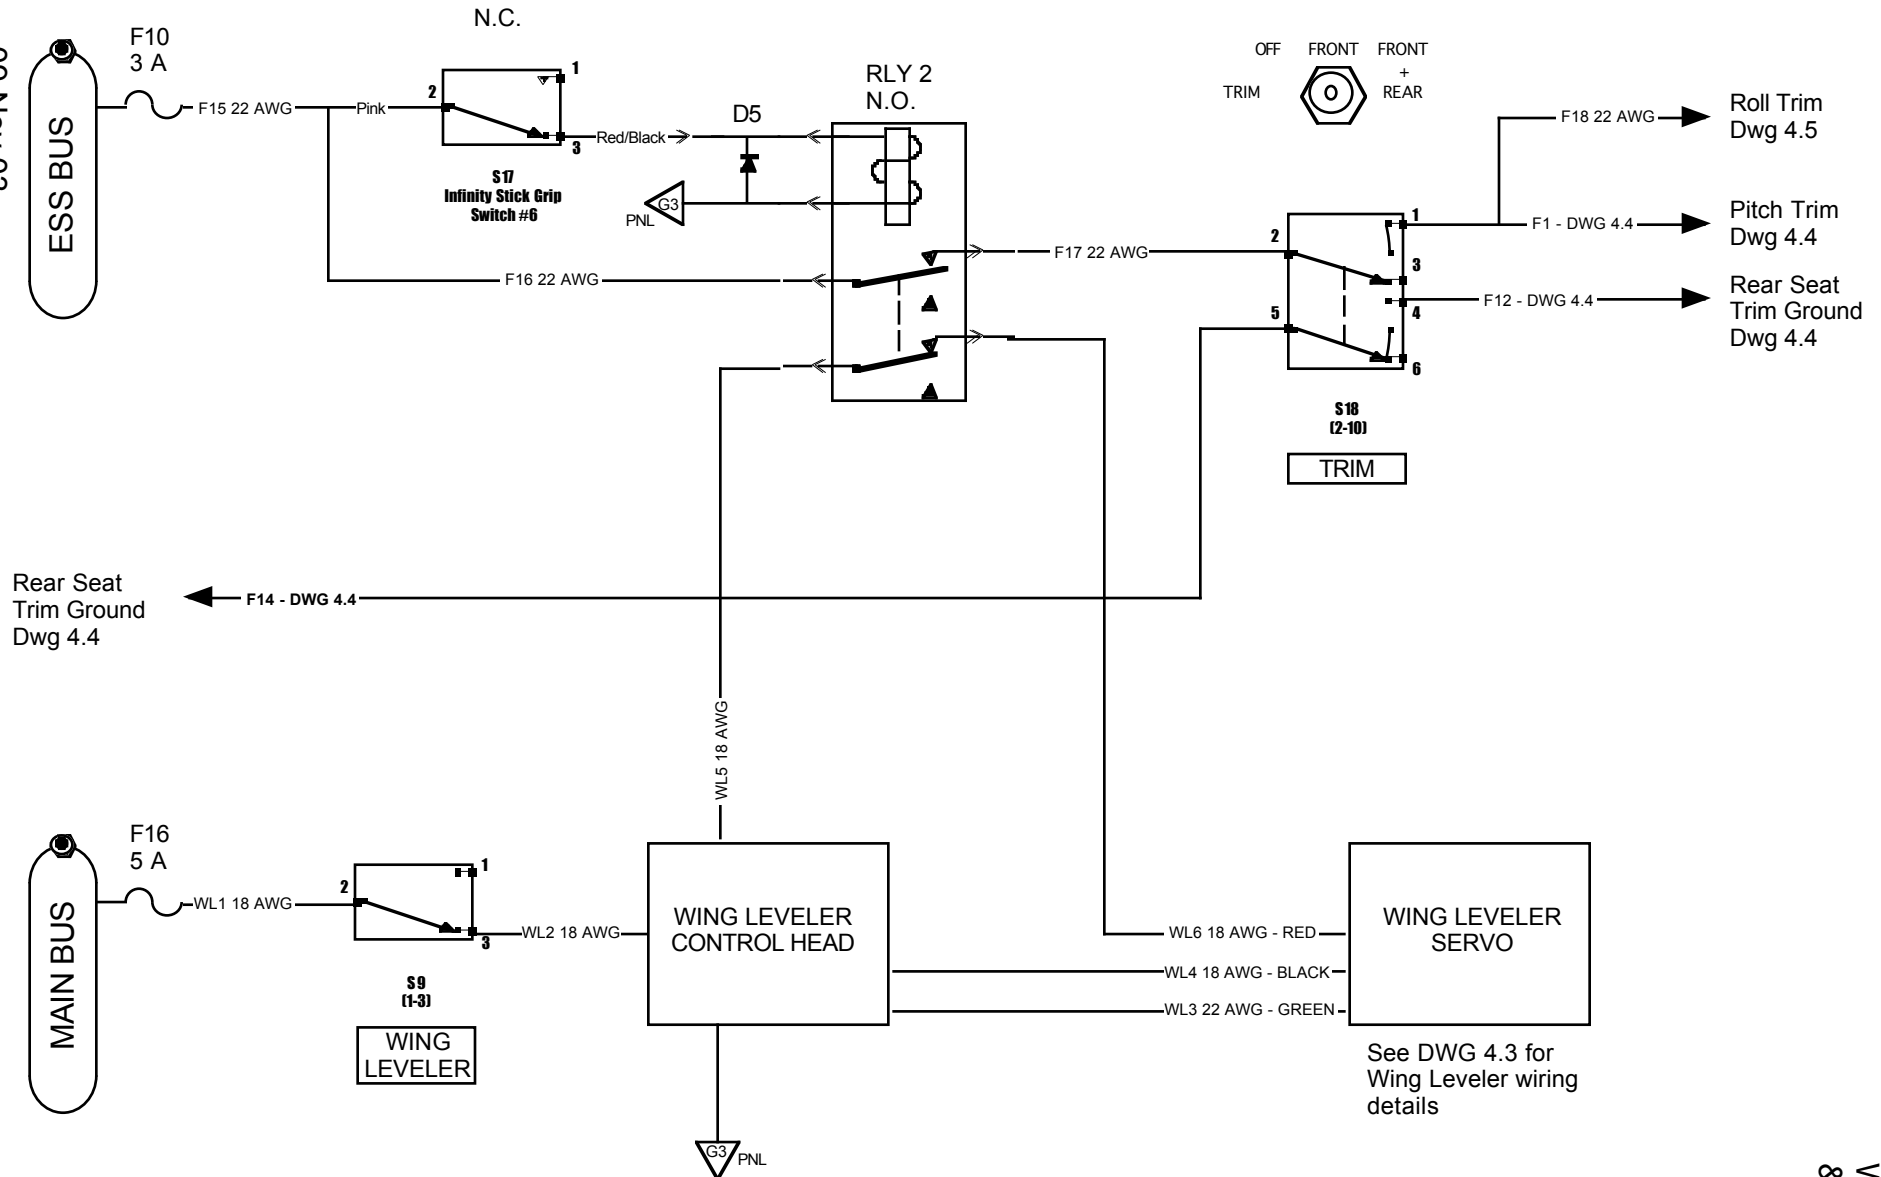 N.C.
F10
3 A
ESS BUS
F15 22 AWG
Pink
2
1
3
S17
Infinity Stick Grip
Switch #6
Red/Black
D5
G3
PNL
RLY 2
N.O.
OFF FRONT FRONT
+
TRIM REAR
F18 22 AWG
Roll Trim
Dwg 4.5
F16 22 AWG
F17 22 AWG
2
1
3
5
4
6
F1 - DWG 4.4
Pitch Trim
Dwg 4.4
F12 - DWG 4.4
Rear Seat
Trim Ground
Dwg 4.4
S18
(2-10)
TRIM
Rear Seat
Trim Ground
Dwg 4.4
F14 - DWG 4.4
WL5 18 AWG
F16
5 A
MAIN BUS
WL1 18 AWG
2
1
3
S9
(1-3)
WING
LEVELER
WL2 18 AWG
WING LEVELER
CONTROL HEAD
G3
PNL
WL6 18 AWG - RED
WL4 18 AWG - BLACK
WL3 22 AWG - GREEN
WING LEVELER
SERVO
See DWG 4.3 for
Wing Leveler wiring
details